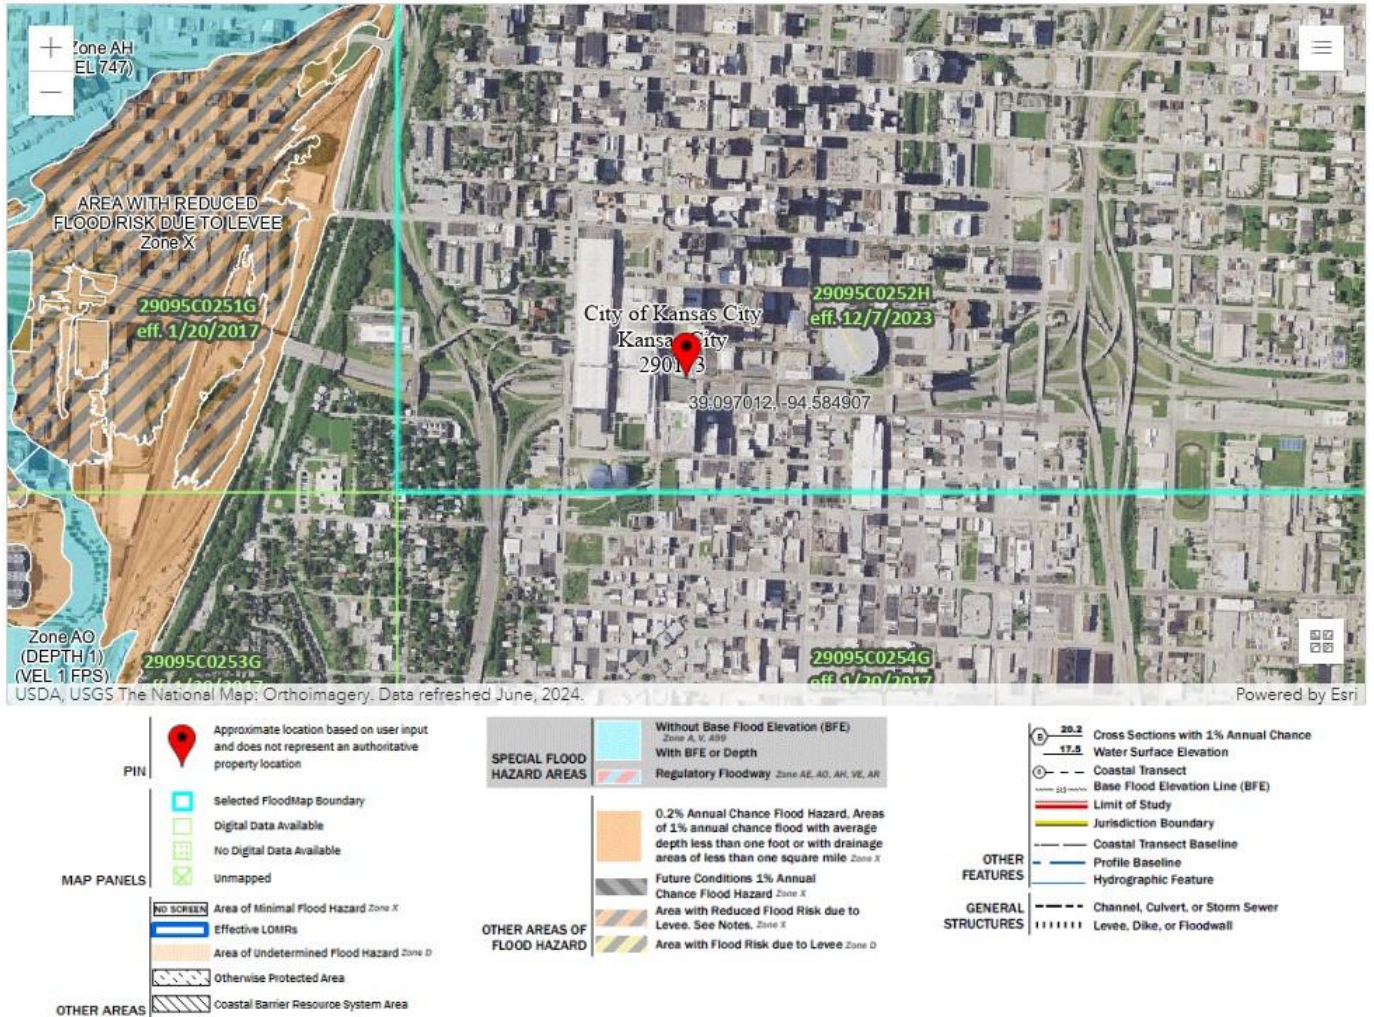 +
Zone AH
(EL 747)
−
AREA WITH REDUCED
FLOOD RISK DUE TO LEVEE
Zone X
29095C0251G
eff. 1/20/2017
29095C0252H
eff. 12/7/2023
City of Kansas City
Kansas City
39.097012, -94.584907
Zone AO
(DEPTH 1)
(VEL 1 FPS)
29095C0253G
eff. 1/20/2017
29095C0254G
eff. 1/20/2017
USDA, USGS The National Map: Orthoimagery. Data refreshed June, 2024.
Powered by Esri
PIN
Approximate location based on user input
and does not represent an authoritative
property location
MAP PANELS
Selected FloodMap Boundary
Digital Data Available
No Digital Data Available
Unmapped
OTHER AREAS
NO SCREEN Area of Minimal Flood Hazard Zone X
Effective LOMRs
Area of Undetermined Flood Hazard Zone D
Otherwise Protected Area
Coastal Barrier Resource System Area
SPECIAL FLOOD
HAZARD AREAS
Without Base Flood Elevation (BFE)
Zone A, V, A99
With BFE or Depth
Regulatory Floodway Zone AE, AO, AH, VE, AR
OTHER AREAS OF
FLOOD HAZARD
0.2% Annual Chance Flood Hazard, Areas
of 1% annual chance flood with average
depth less than one foot or with drainage
areas of less than one square mile Zone X
Future Conditions 1% Annual
Chance Flood Hazard Zone X
Area with Reduced Flood Risk due to
Levee. See Notes. Zone X
Area with Flood Risk due to Levee Zone D
OTHER
FEATURES
B 20.2 Cross Sections with 1% Annual Chance
17.5 Water Surface Elevation
8 Coastal Transect
513 Base Flood Elevation Line (BFE)
Limit of Study
Jurisdiction Boundary
Coastal Transect Baseline
Profile Baseline
Hydrographic Feature
GENERAL
STRUCTURES
Channel, Culvert, or Storm Sewer
Levee, Dike, or Floodwall